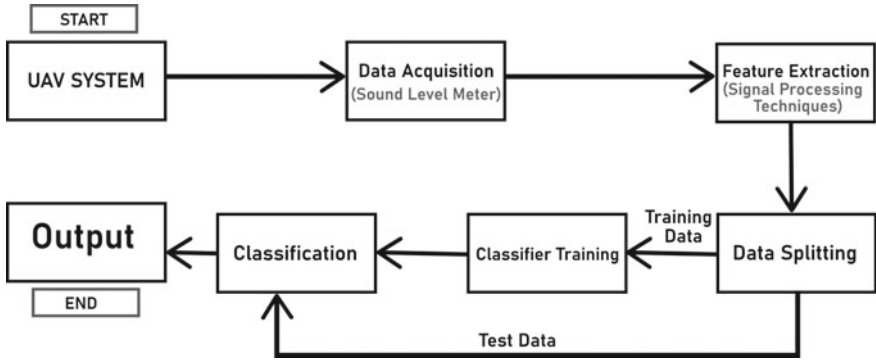 START
UAV SYSTEM
Data Acquisition
(Sound Level Meter)
Feature Extraction
(Signal Processing
Techniques)
Output
Classification
Classifier Training
Training
Data
Data Splitting
END
Test Data